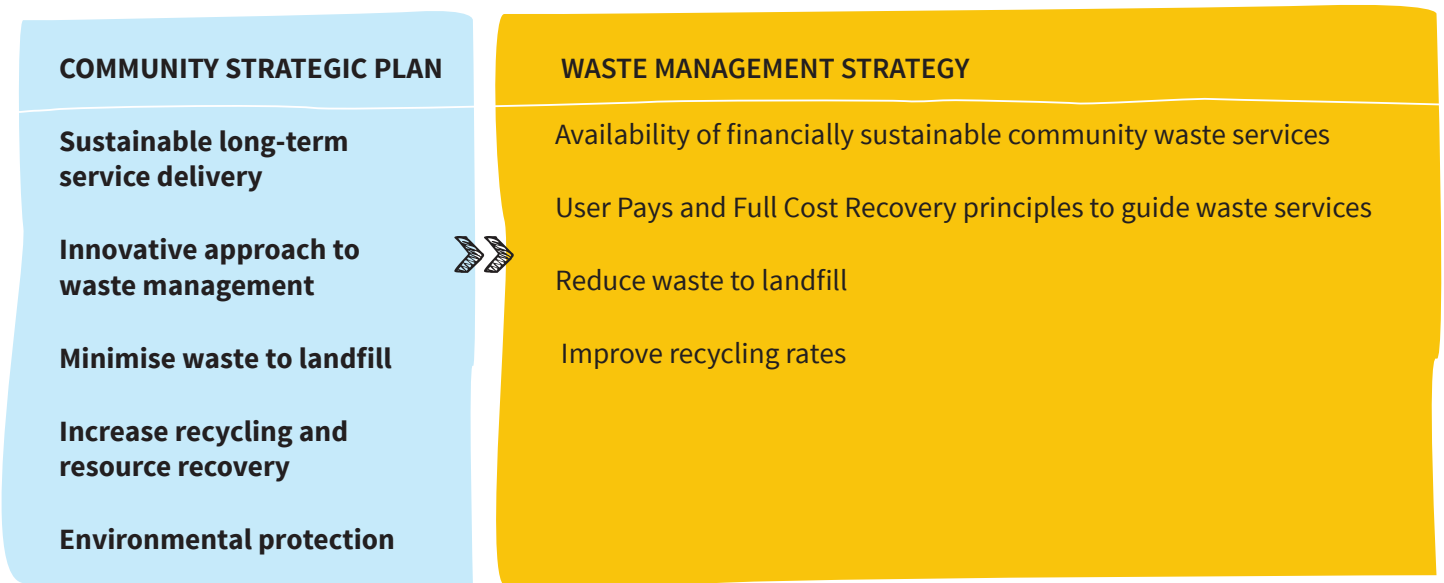 COMMUNITY STRATEGIC PLAN
Sustainable long-term
service delivery
Innovative approach to
waste management
Minimise waste to landfill
Increase recycling and
resource recovery
Environmental protection
WASTE MANAGEMENT STRATEGY
Availability of financially sustainable community waste services
User Pays and Full Cost Recovery principles to guide waste services
Reduce waste to landfill
Improve recycling rates